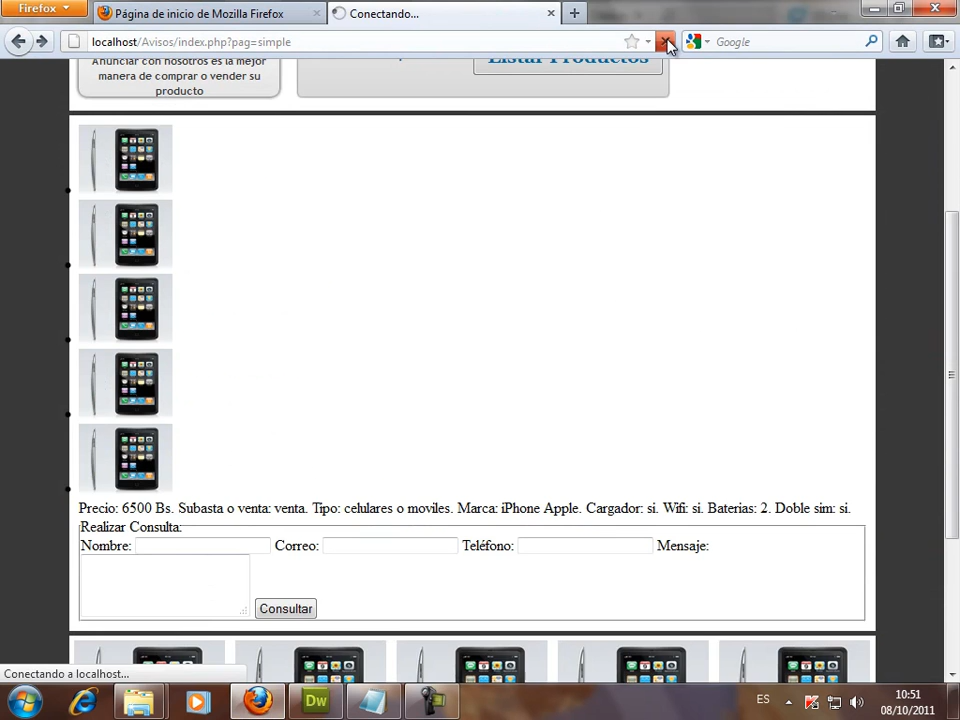 Firefox
Página de inicio de Mozilla Firefox
Conectando...
localhost/Avisos/index.php?pag=simple
Google
Anunciar con nosotros es la mejor
manera de comprar o vender su
producto
Listar Productos
Precio: 6500 Bs. Subasta o venta: venta. Tipo: celulares o moviles. Marca: iPhone Apple. Cargador: si. Wifi: si. Baterias: 2. Doble sim: si.
Realizar Consulta:
Nombre: Correo: Teléfono: Mensaje:
Consultar
Conectando a localhost...
Dw
ES
10:51
08/10/2011